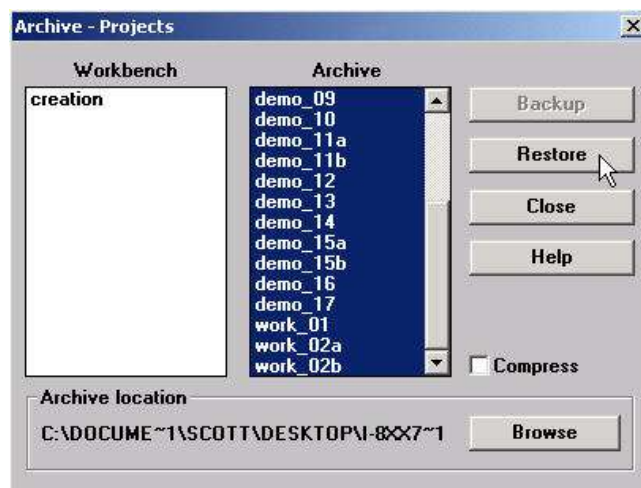 Archive - Projects
Workbench
Archive
creation
demo_09
demo_10
demo_11a
demo_11b
demo_12
demo_13
demo_14
demo_15a
demo_15b
demo_16
demo_17
work_01
work_02a
work_02b
Backup
Restore
Close
Help
Compress
Archive location
C:\DOCUME~1\SCOTT\DESKTOP\I-8XX7~1
Browse